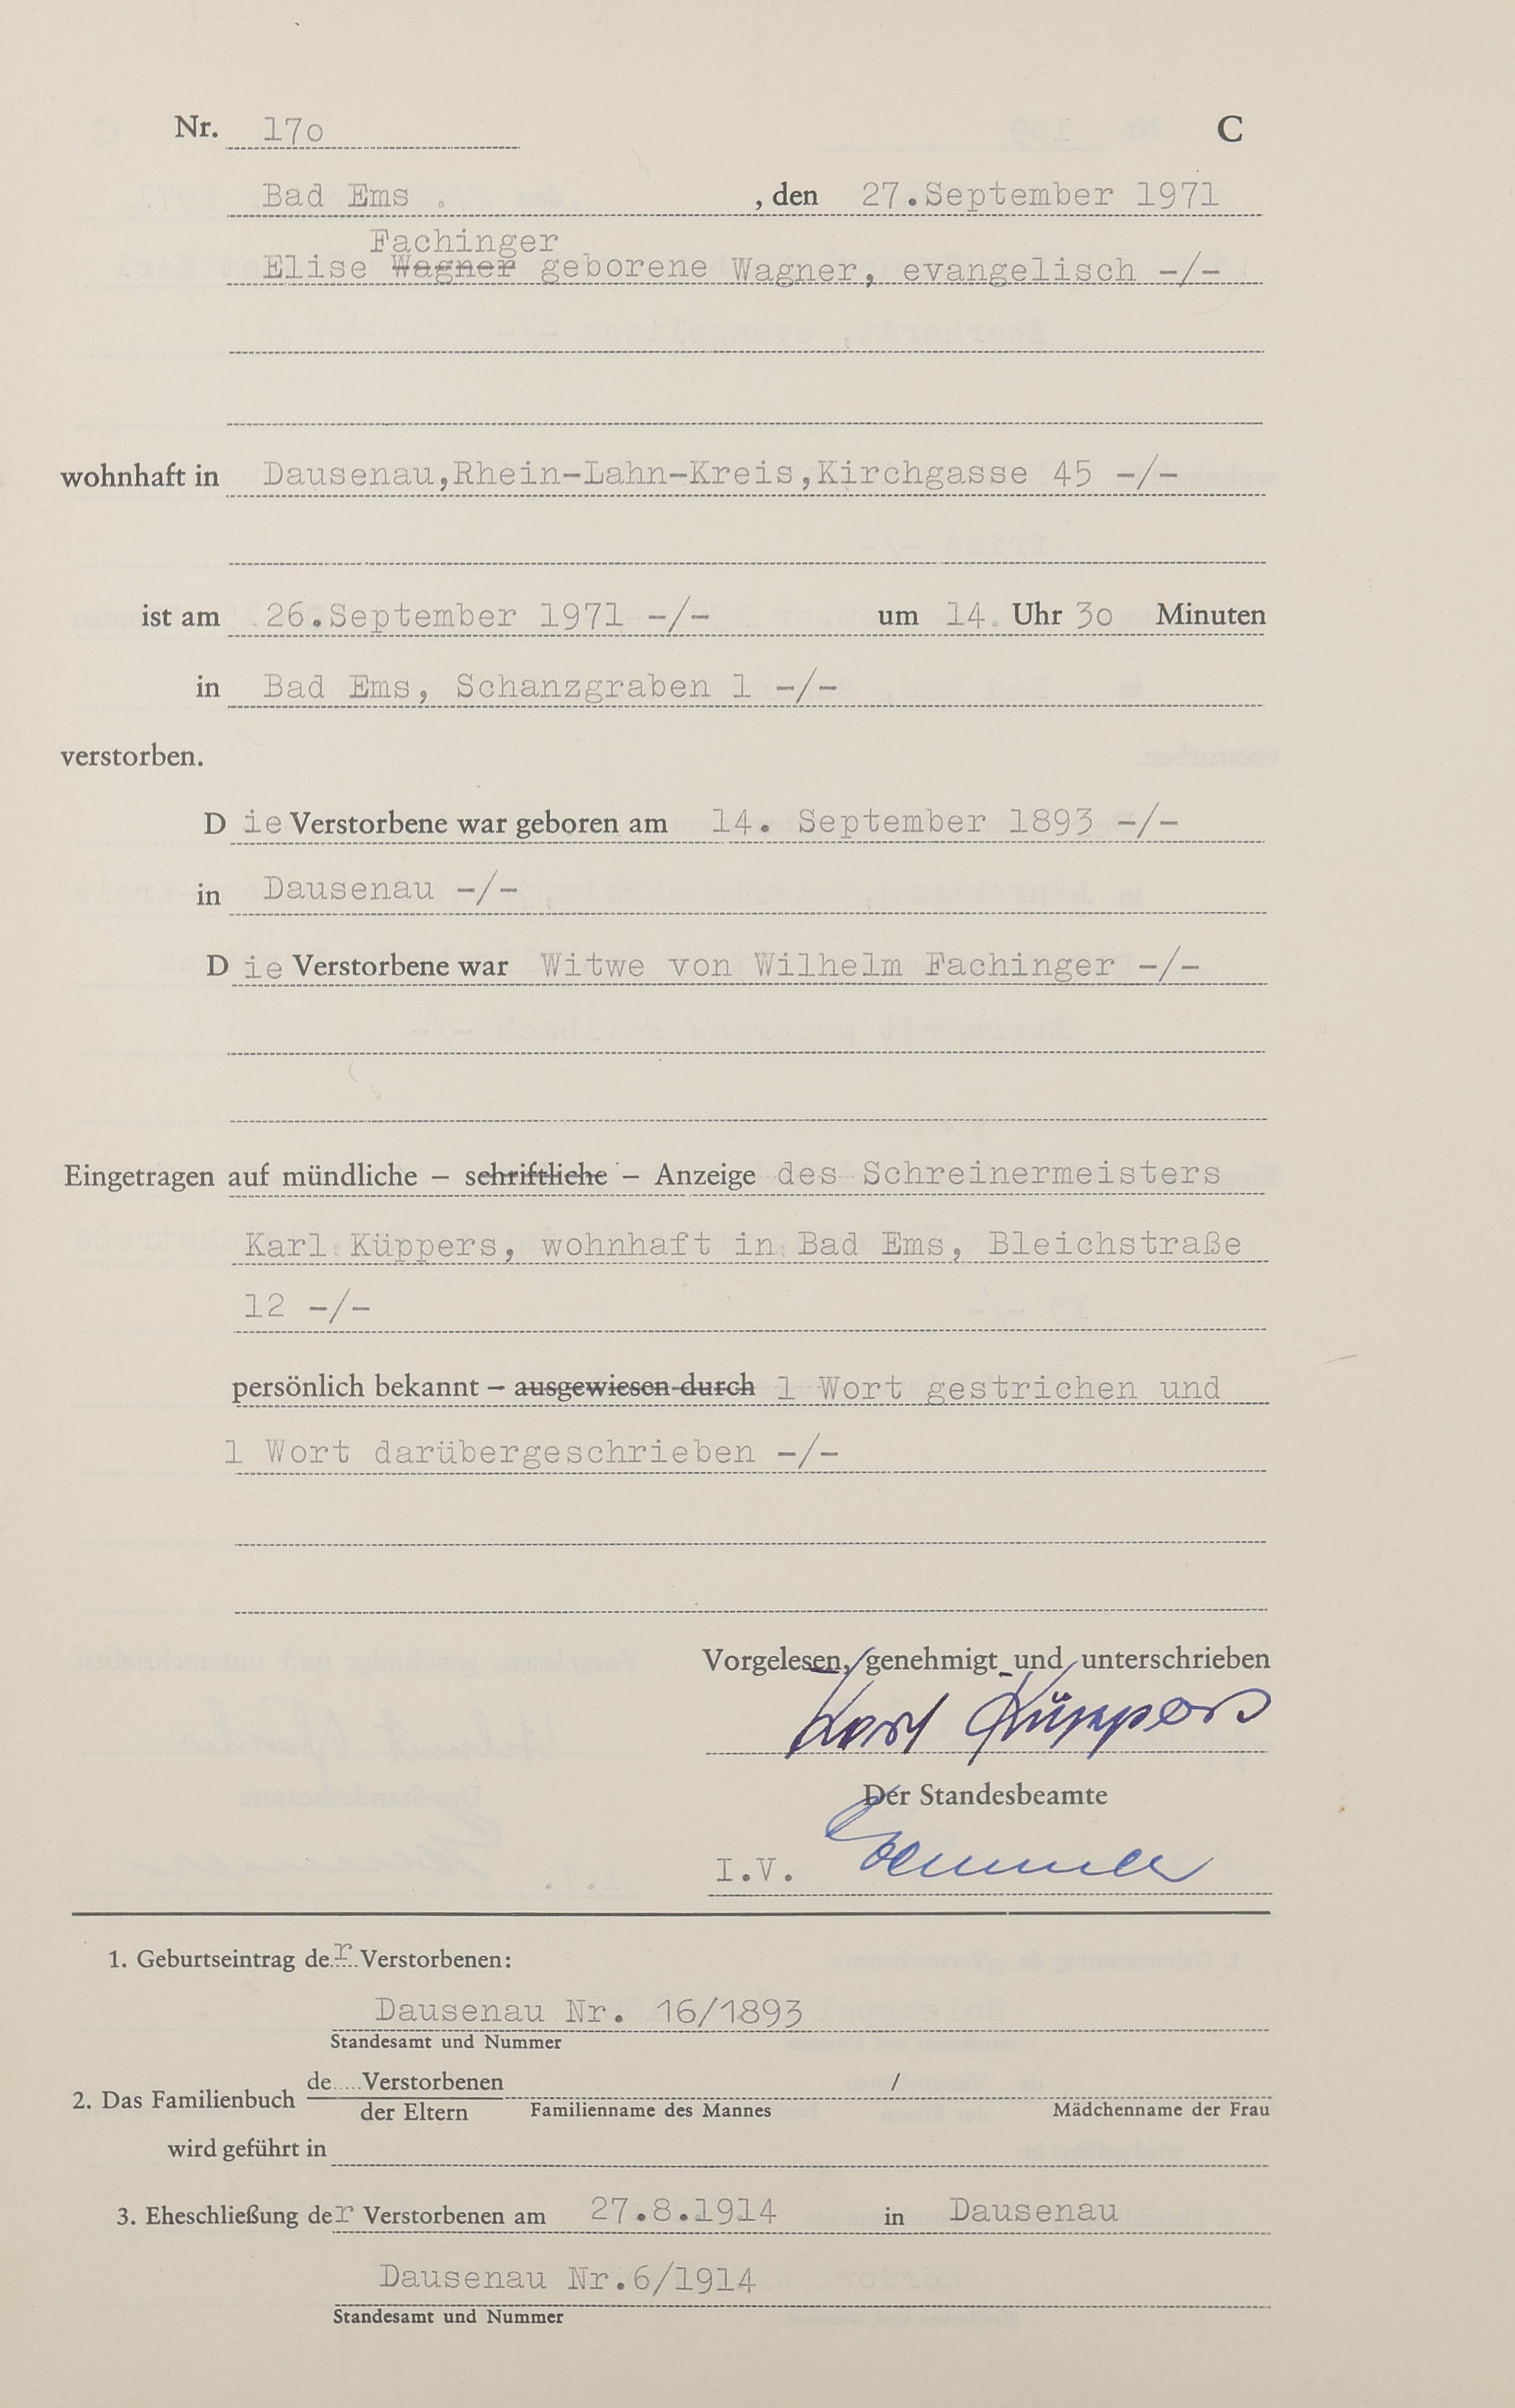 Nr. 17o C
Bad Ems , den 27.September 1971
Fachinger
Elise Wagner geborene Wagner, evangelisch -/-
wohnhaft in Dausenau,Rhein-Lahn-Kreis,Kirchgasse 45 -/-
ist am 26.September 1971 -/- um 14 Uhr 3o Minuten
in Bad Ems, Schanzgraben 1 -/-
verstorben.
D ie Verstorbene war geboren am 14. September 1893 -/-
in Dausenau -/-
D ie Verstorbene war Witwe von Wilhelm Fachinger -/-
Eingetragen auf mündliche – schriftliche – Anzeige des Schreinermeisters
Karl Küppers, wohnhaft in Bad Ems, Bleichstraße
12 -/-
persönlich bekannt – ausgewiesen durch 1 Wort gestrichen und
1 Wort darübergeschrieben -/-
Vorgelesen, genehmigt und unterschrieben
Karl Küppers
Der Standesbeamte
I.V.
1. Geburtseintrag der Verstorbenen:
Dausenau Nr. 16/1893
Standesamt und Nummer
2. Das Familienbuch de..... Verstorbenen /
der Eltern Familienname des Mannes Mädchenname der Frau
wird geführt in
3. Eheschließung der Verstorbenen am 27.8.1914 in Dausenau
Dausenau Nr.6/1914
Standesamt und Nummer